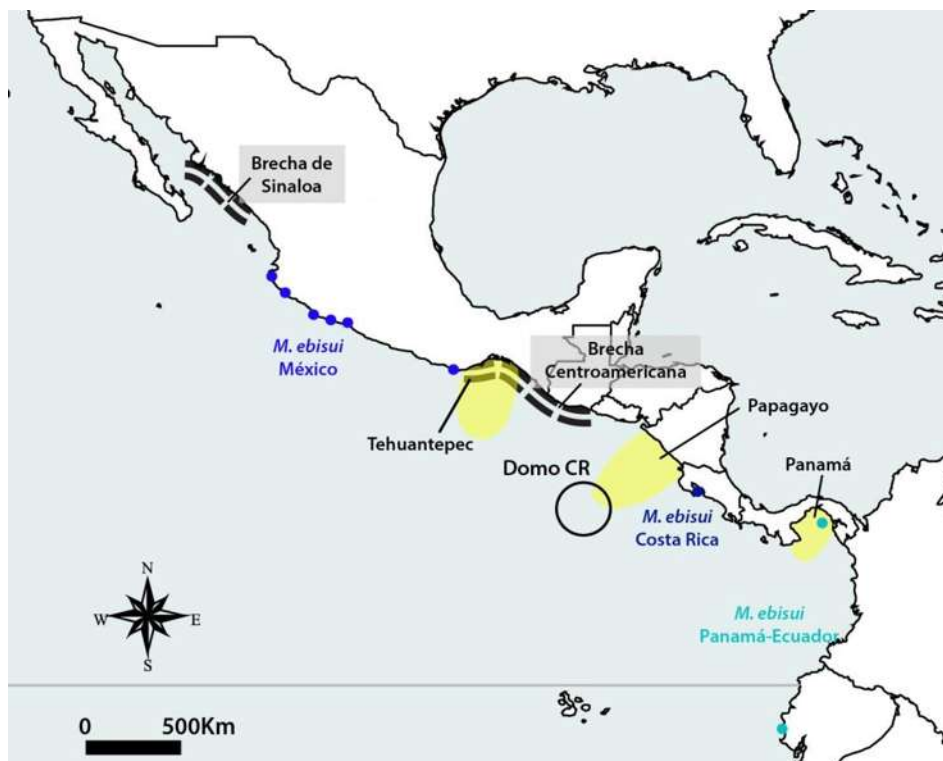 Brecha de
Sinaloa
M. ebisui
México
Brecha
Centroamericana
Tehuantepec
Papagayo
Domo CR
Panamá
M. ebisui
Costa Rica
N
W
E
S
M. ebisui
Panamá-Ecuador
0
500Km